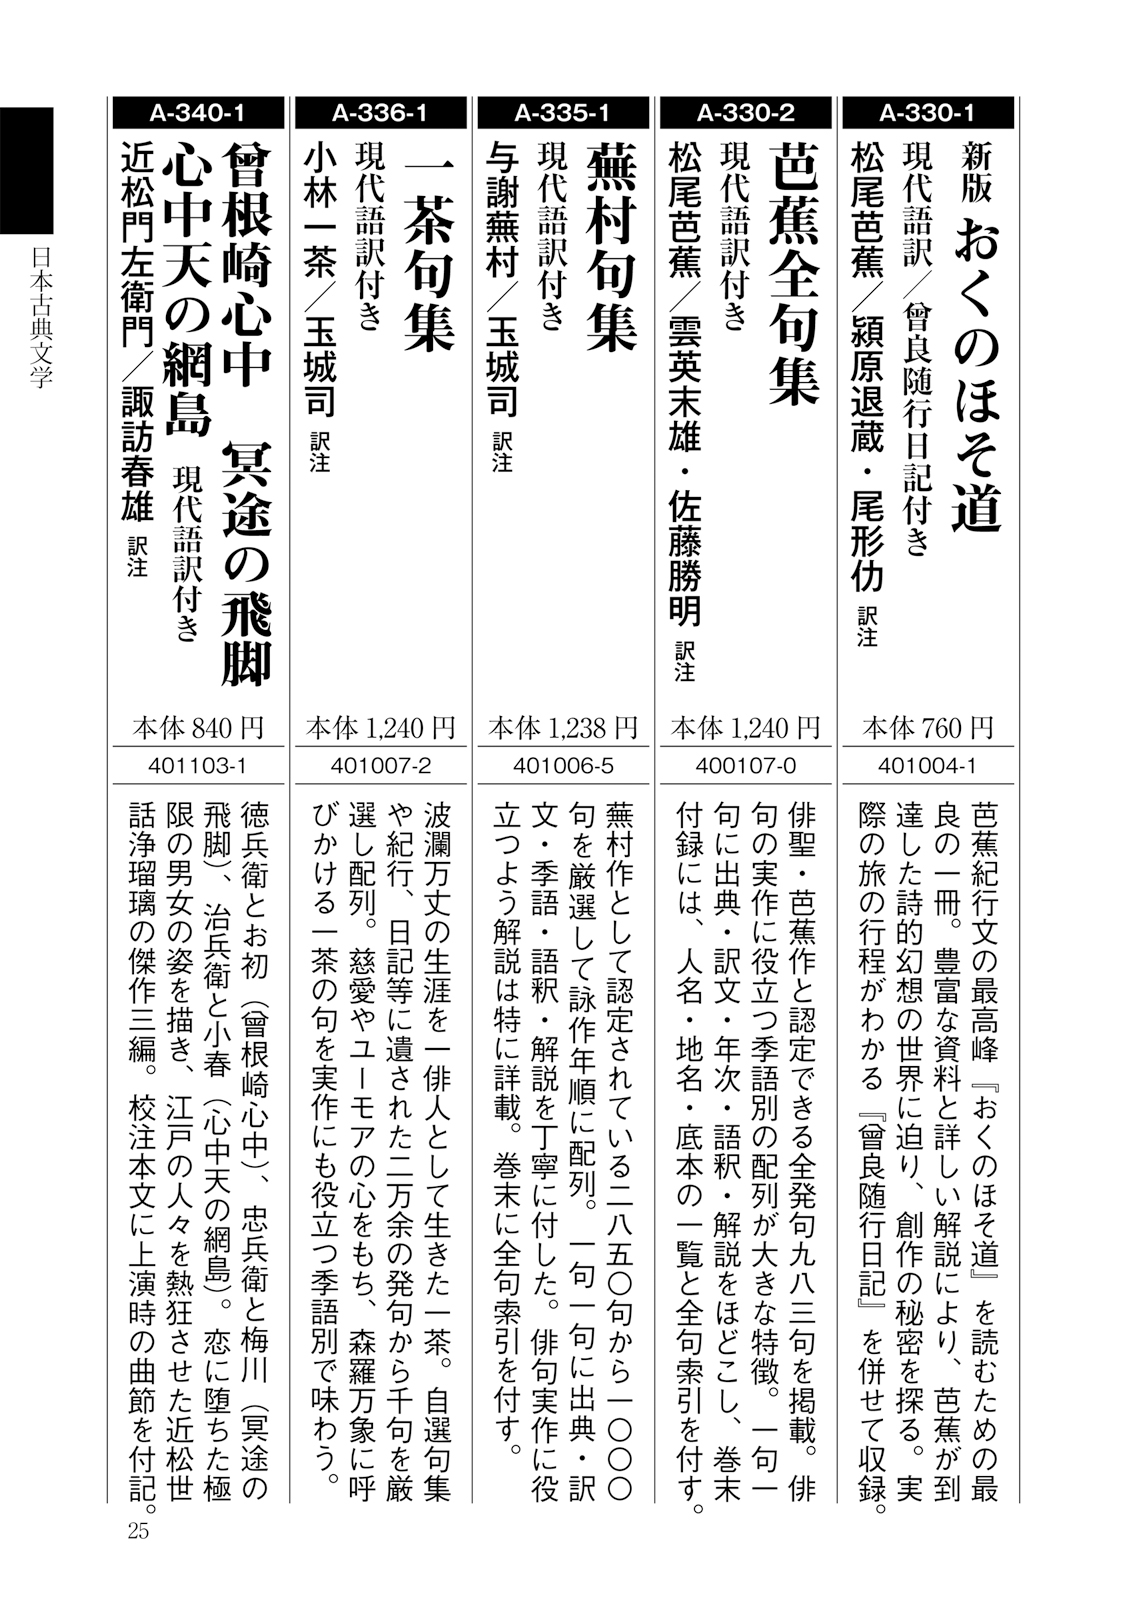 日本古典文学
A-330-1
新版 おくのほそ道
現代語訳／曾良随行日記付き
松尾芭蕉／潁原退蔵・尾形仂 訳注
本体 760 円
401004-1
芭蕉紀行文の最高峰『おくのほそ道』を読むための最
良の一冊。豊富な資料と詳しい解説により、芭蕉が到
達した詩的幻想の世界に迫り、創作の秘密を探る。実
際の旅の行程がわかる『曾良随行日記』を併せて収録。
A-330-2
芭蕉全句集
現代語訳付き
松尾芭蕉／雲英末雄・佐藤勝明 訳注
本体 1,240 円
400107-0
俳聖・芭蕉作と認定できる全発句九八三句を掲載。俳
句の実作に役立つ季語別の配列が大きな特徴。一句一
句に出典・訳文・年次・語釈・解説をほどこし、巻末
付録には、人名・地名・底本の一覧と全句索引を付す。
A-335-1
蕪村句集
現代語訳付き
与謝蕪村／玉城司 訳注
本体 1,238 円
401006-5
蕪村作として認定されている二八五〇句から一〇〇〇
句を厳選して詠作年順に配列。一句一句に出典・訳
文・季語・語釈・解説を丁寧に付した。俳句実作に役
立つよう解説は特に詳載。巻末に全句索引を付す。
A-336-1
一茶句集
現代語訳付き
小林一茶／玉城司 訳注
本体 1,240 円
401007-2
波瀾万丈の生涯を一俳人として生きた一茶。自選句集
や紀行、日記等に遺された二万余の発句から千句を厳
選し配列。慈愛やユーモアの心をもち、森羅万象に呼
びかける一茶の句を実作にも役立つ季語別で味わう。
A-340-1
曾根崎心中 冥途の飛脚
心中天の網島 現代語訳付き
近松門左衛門／諏訪春雄 訳注
本体 840 円
401103-1
徳兵衛とお初（曾根崎心中）、忠兵衛と梅川（冥途の
飛脚）、治兵衛と小春（心中天の網島）。恋に堕ちた極
限の男女の姿を描き、江戸の人々を熱狂させた近松世
話浄瑠璃の傑作三編。校注本文に上演時の曲節を付記。
25